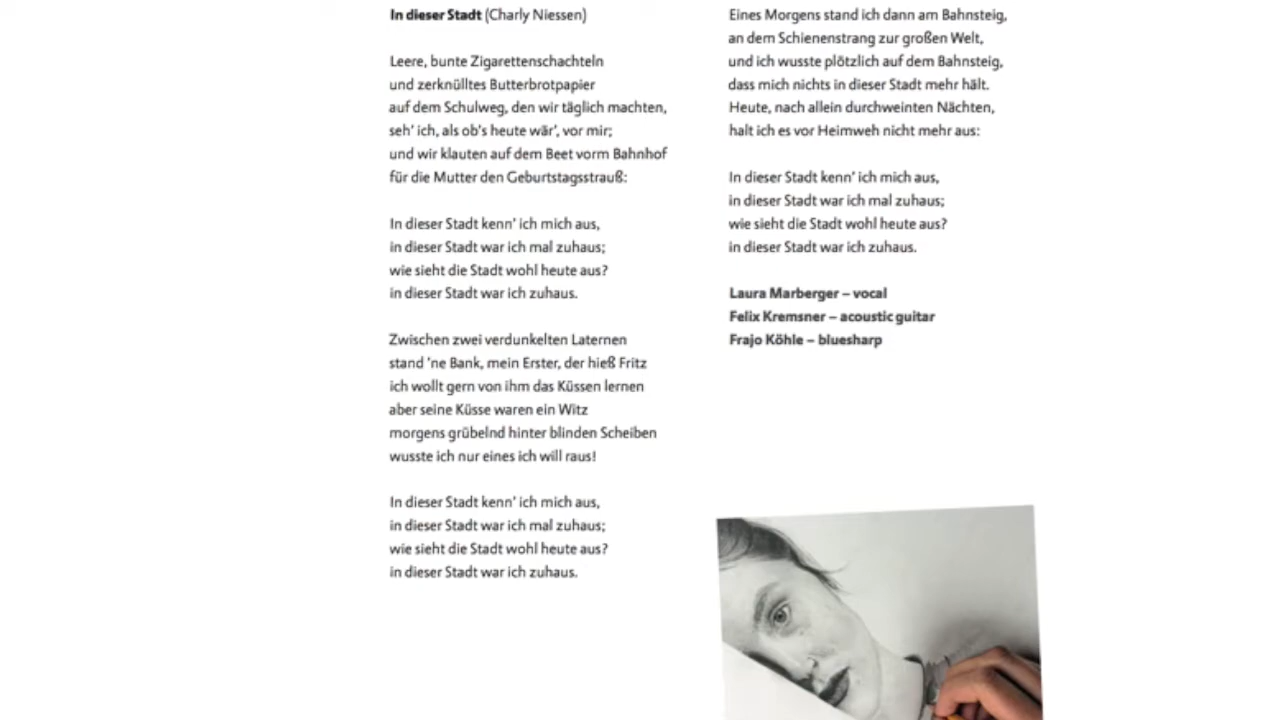 In dieser Stadt (Charly Niessen)
Leere, bunte Zigarettenschachteln
und zerknülltes Butterbrotpapier
auf dem Schulweg, den wir täglich machten,
seh' ich, als ob's heute wär', vor mir;
und wir klauten auf dem Beet vorm Bahnhof
für die Mutter den Geburtstagsstrauß:
In dieser Stadt kenn' ich mich aus,
in dieser Stadt war ich mal zuhaus;
wie sieht die Stadt wohl heute aus?
in dieser Stadt war ich zuhaus.
Zwischen zwei verdunkelten Laternen
stand 'ne Bank, mein Erster, der hieß Fritz
ich wollt gern von ihm das Küssen lernen
aber seine Küsse waren ein Witz
morgens grübelnd hinter blinden Scheiben
wusste ich nur eines ich will raus!
In dieser Stadt kenn' ich mich aus,
in dieser Stadt war ich mal zuhaus;
wie sieht die Stadt wohl heute aus?
in dieser Stadt war ich zuhaus.
Eines Morgens stand ich dann am Bahnsteig,
an dem Schienenstrang zur großen Welt,
und ich wusste plötzlich auf dem Bahnsteig,
dass mich nichts in dieser Stadt mehr hält.
Heute, nach allein durchweinten Nächten,
halt ich es vor Heimweh nicht mehr aus:
In dieser Stadt kenn' ich mich aus,
in dieser Stadt war ich mal zuhaus;
wie sieht die Stadt wohl heute aus?
in dieser Stadt war ich zuhaus.
Laura Marberger – vocal
Felix Kremsner – acoustic guitar
Frajo Köhle – bluesharp